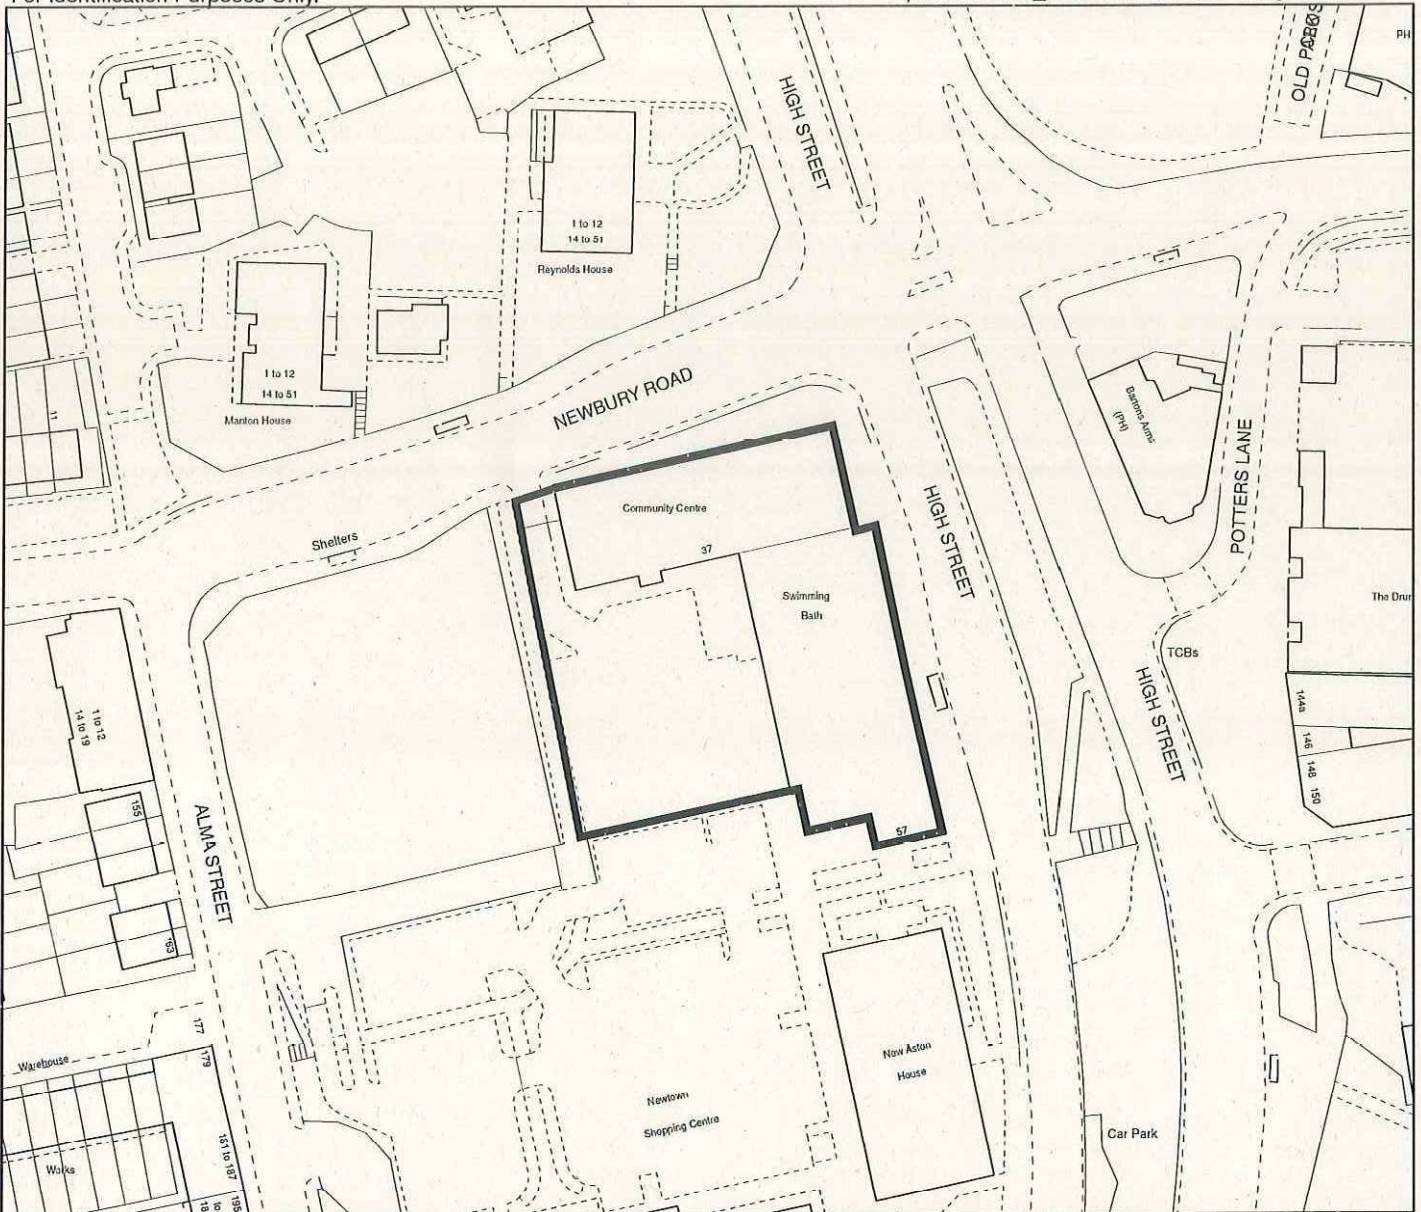 For Identification Purposes Only.
HIGH STREET
OLD
PH
1 to 12
14 to 51
Reynolds House
1 to 12
14 to 51
Manton House
11
NEWBURY ROAD
Bartons Arms
(PH)
POTTERS LANE
Community Centre
37
HIGH STREET
Shelters
Swimming
Bath
The Drum
TCBs
HIGH STREET
1 to 12
14 to 19
144a
146
148
150
155
ALMA STREET
57
163
177
179
Warehouse
New Aston
House
Newtown
Shopping Centre
Car Park
181 to 187
Works
195